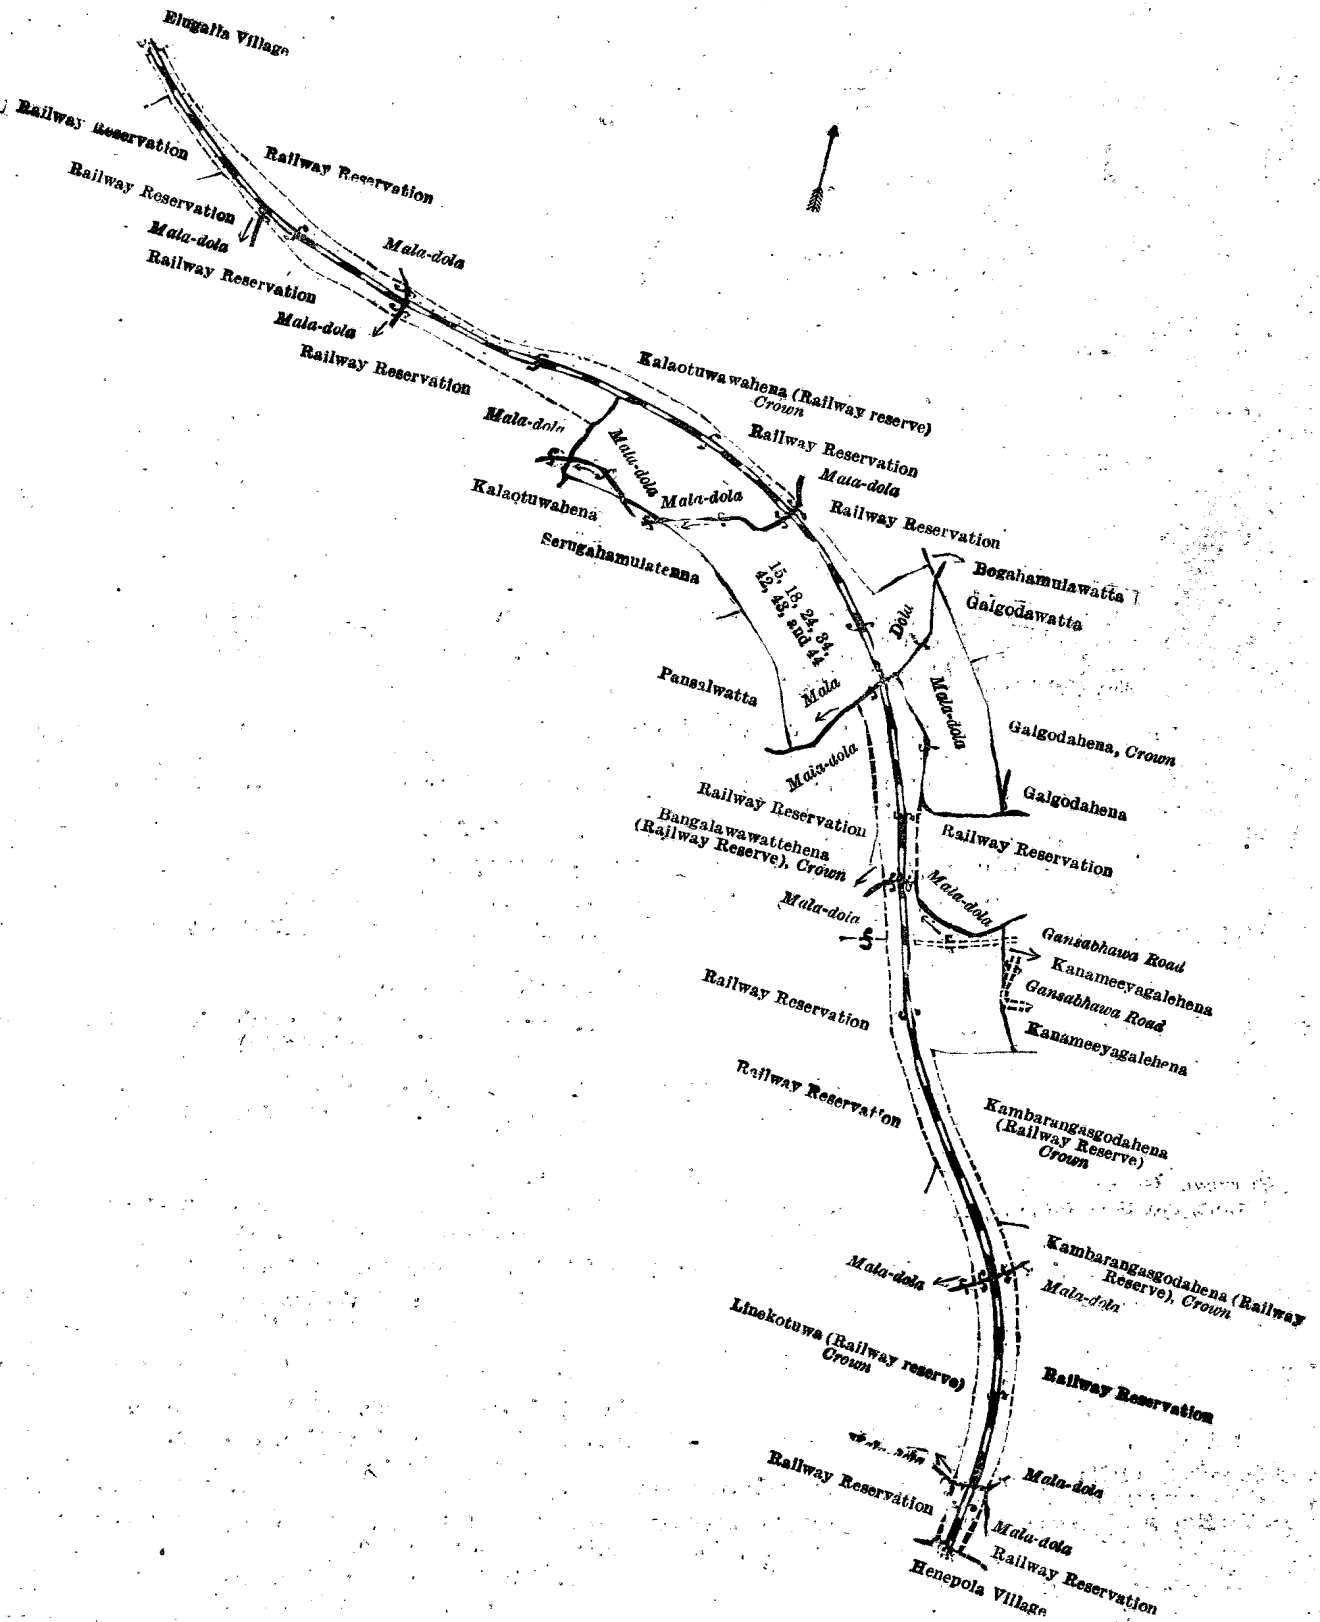 Elugalla Village
Railway Reservation
Railway Reservation
Railway Reservation
Mala-dola
Mala-dola
Railway Reservation
Mala-dola
Railway Reservation
Kalaotuwawahena (Railway reserve)
Crown
Mala-dola
Mala-dola
Railway Reservation
Mala-dola
Mala-dola
Kalaotuwahena
Railway Reservation
Serugahamulatenna
15, 18, 24, 34,
42, 43, and 44
Bogahamulawatta
Galgodawatta
Dola
Pansalwatta
Mala
Mala-dola
Mala-dola
Galgodahena, Crown
Galgodahena
Railway Reservation
Bangalawawattehena
(Railway Reserve), Crown
Railway Reservation
Mala-dola
Mala-dola
Gansabhawa Road
Kanameeyagalehena
Gansabhawa Road
Kanameeyagalehena
Railway Reservation
Railway Reservation
Kambarangasgodahena
(Railway Reserve)
Crown
Kambarangasgodahena (Railway
Reserve), Crown
Mala-dola
Mala-dola
Linekotuwa (Railway reserve)
Crown
Railway Reservation
Railway Reservation
Mala-dola
Mala-dola
Railway Reservation
Henepola Village